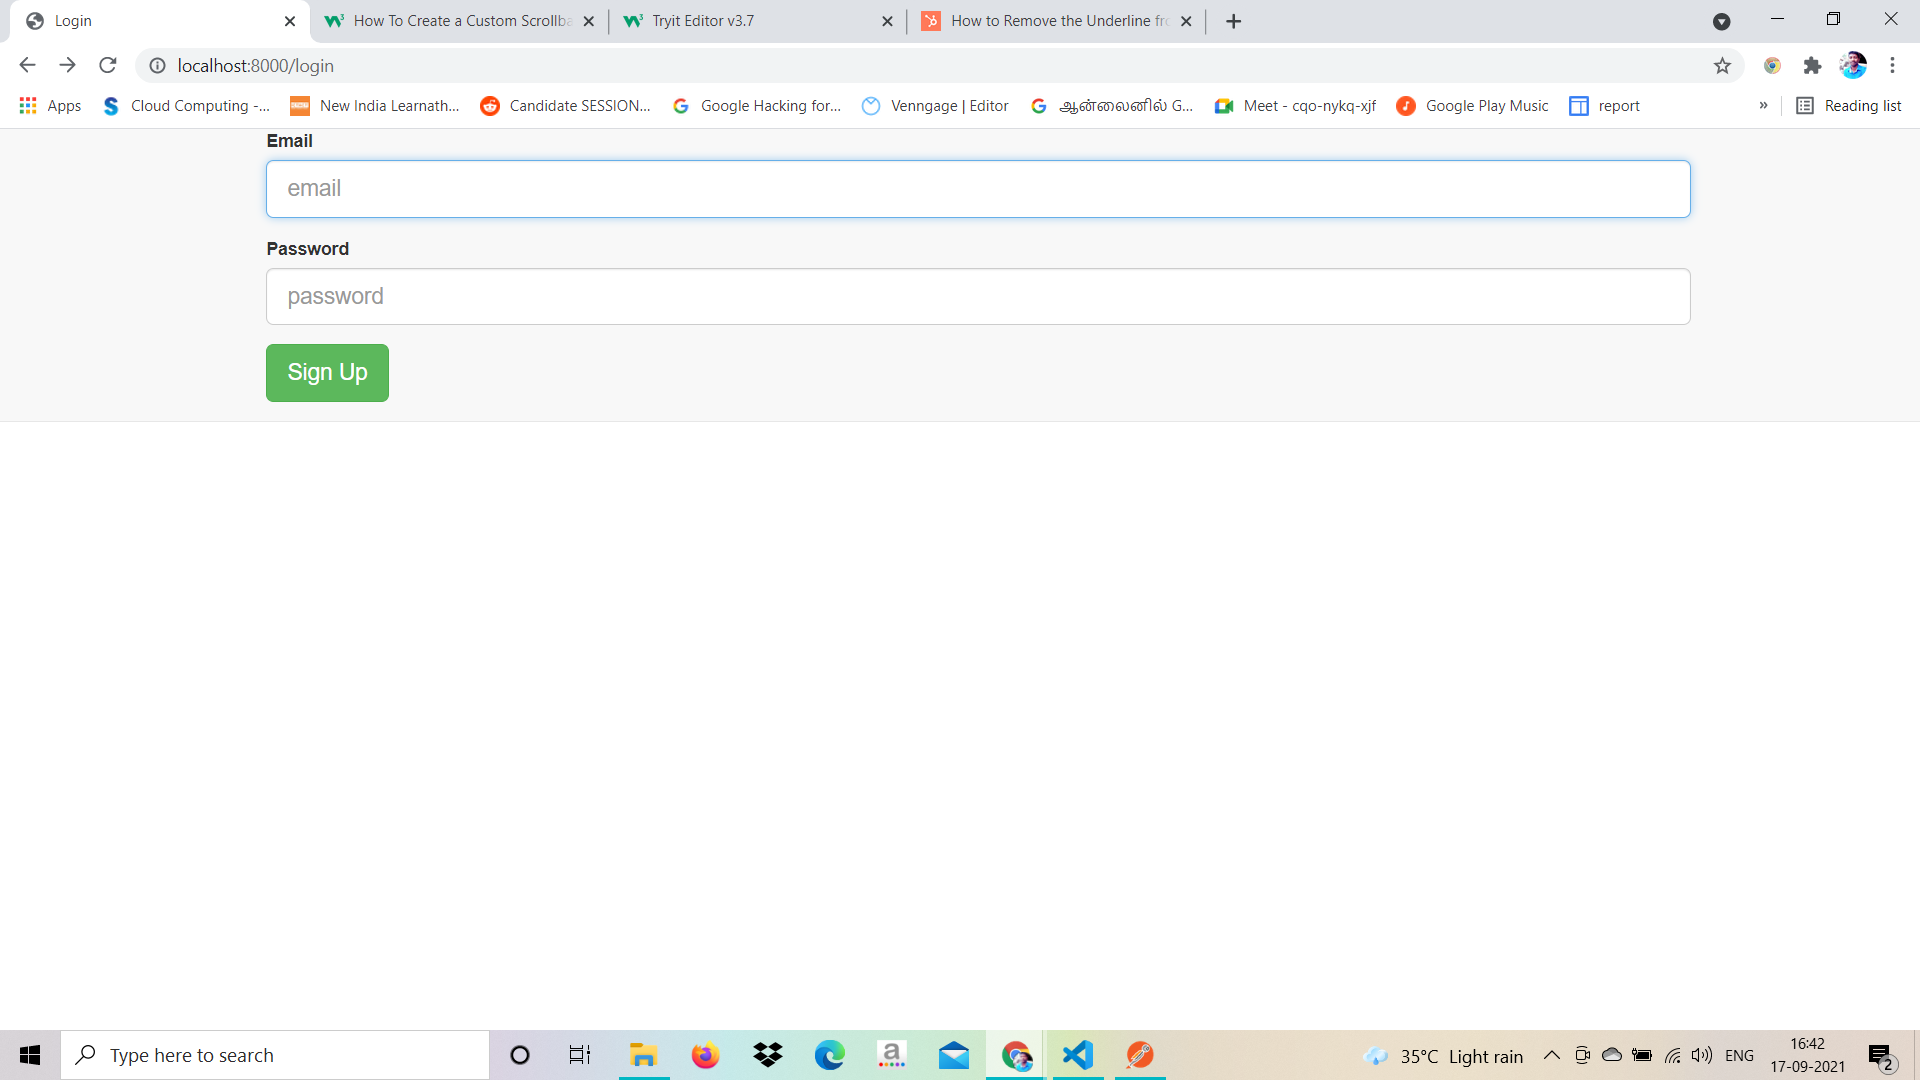 Login
How To Create a Custom Scrollba
Tryit Editor v3.7
How to Remove the Underline fro
localhost:8000/login
Apps
Cloud Computing -...
New India Learnath...
Candidate SESSION...
Google Hacking for...
Venngage | Editor
ஆன்லைனில் G...
Meet - cqo-nykq-xjf
Google Play Music
report
»
Reading list
Email
email
Password
password
Sign Up
Type here to search
35°C Light rain
ENG
16:42
17-09-2021
2